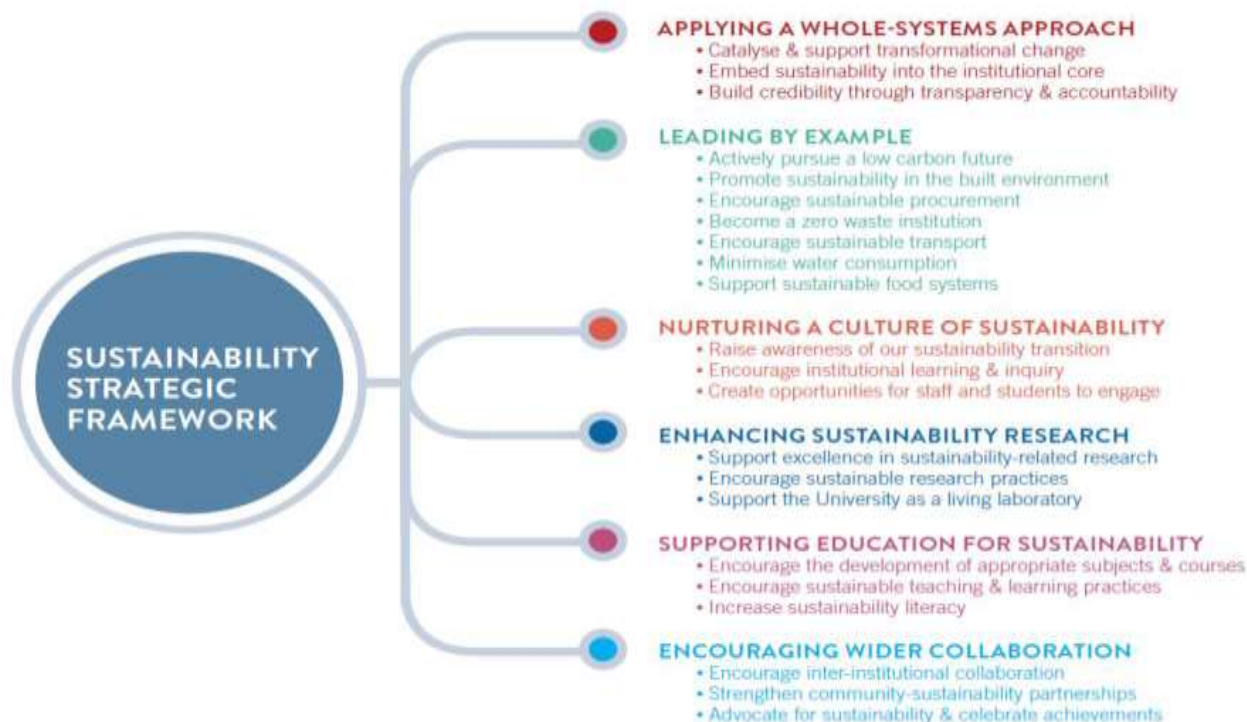 SUSTAINABILITY
STRATEGIC
FRAMEWORK
APPLYING A WHOLE-SYSTEMS APPROACH
• Catalyse & support transformational change
• Embed sustainability into the institutional core
• Build credibility through transparency & accountability
LEADING BY EXAMPLE
• Actively pursue a low carbon future
• Promote sustainability in the built environment
• Encourage sustainable procurement
• Become a zero waste institution
• Encourage sustainable transport
• Minimise water consumption
• Support sustainable food systems
NURTURING A CULTURE OF SUSTAINABILITY
• Raise awareness of our sustainability transition
• Encourage institutional learning & inquiry
• Create opportunities for staff and students to engage
ENHANCING SUSTAINABILITY RESEARCH
• Support excellence in sustainability-related research
• Encourage sustainable research practices
• Support the University as a living laboratory
SUPPORTING EDUCATION FOR SUSTAINABILITY
• Encourage the development of appropriate subjects & courses
• Encourage sustainable teaching & learning practices
• Increase sustainability literacy
ENCOURAGING WIDER COLLABORATION
• Encourage inter-institutional collaboration
• Strengthen community-sustainability partnerships
• Advocate for sustainability & celebrate achievements